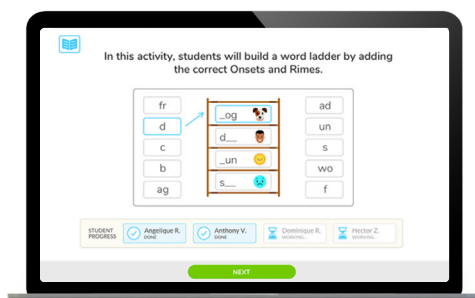 In this activity, students will build a word ladder by adding
the correct Onsets and Rimes.
fr
d
c
b
ag
_og
d__
_un
s__
ad
un
s
wo
f
STUDENT
PROGRESS
Angelique R.
DONE
Anthony V.
DONE
Dominique R.
WORKING...
Hector Z.
WORKING...
NEXT